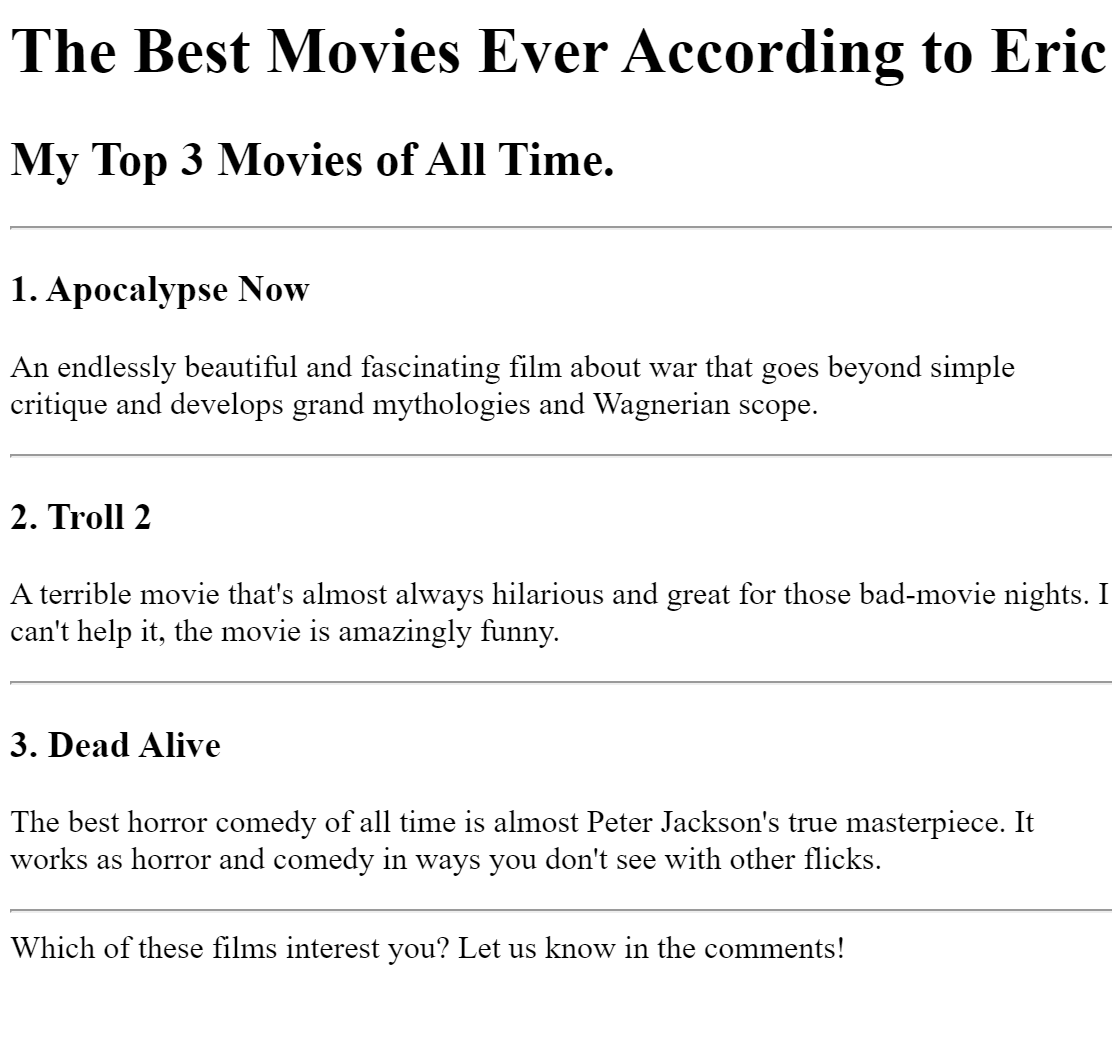 The Best Movies Ever According to Eric
My Top 3 Movies of All Time.
1. Apocalypse Now
An endlessly beautiful and fascinating film about war that goes beyond simple
critique and develops grand mythologies and Wagnerian scope.
2. Troll 2
A terrible movie that's almost always hilarious and great for those bad-movie nights. I
can't help it, the movie is amazingly funny.
3. Dead Alive
The best horror comedy of all time is almost Peter Jackson's true masterpiece. It
works as horror and comedy in ways you don't see with other flicks.
Which of these films interest you? Let us know in the comments!